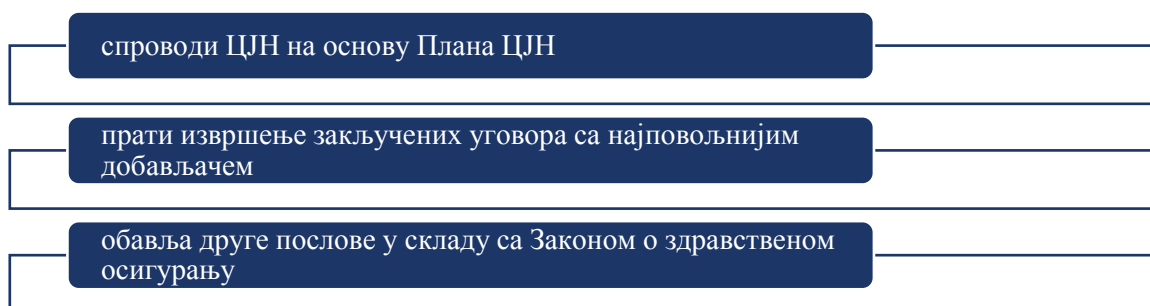 спроводи ЦЈН на основу Плана ЦЈН
прати извршење закључених уговора са најповољнијим
добављачем
обавља друге послове у складу са Законом о здравственом
осигурању